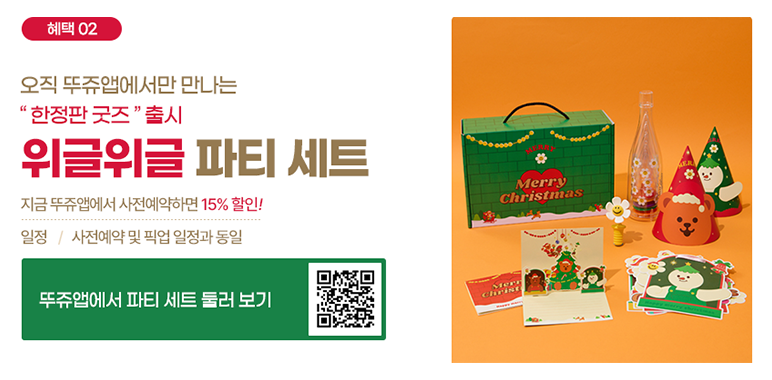 혜택 02
오직 뚜쥬앱에서만 만나는
“ 한정판 굿즈 ” 출시
위글위글 파티 세트
지금 뚜쥬앱에서 사전예약하면 15% 할인!
일정 / 사전예약 및 픽업 일정과 동일
뚜쥬앱에서 파티 세트 둘러 보기
Merry
Christmas